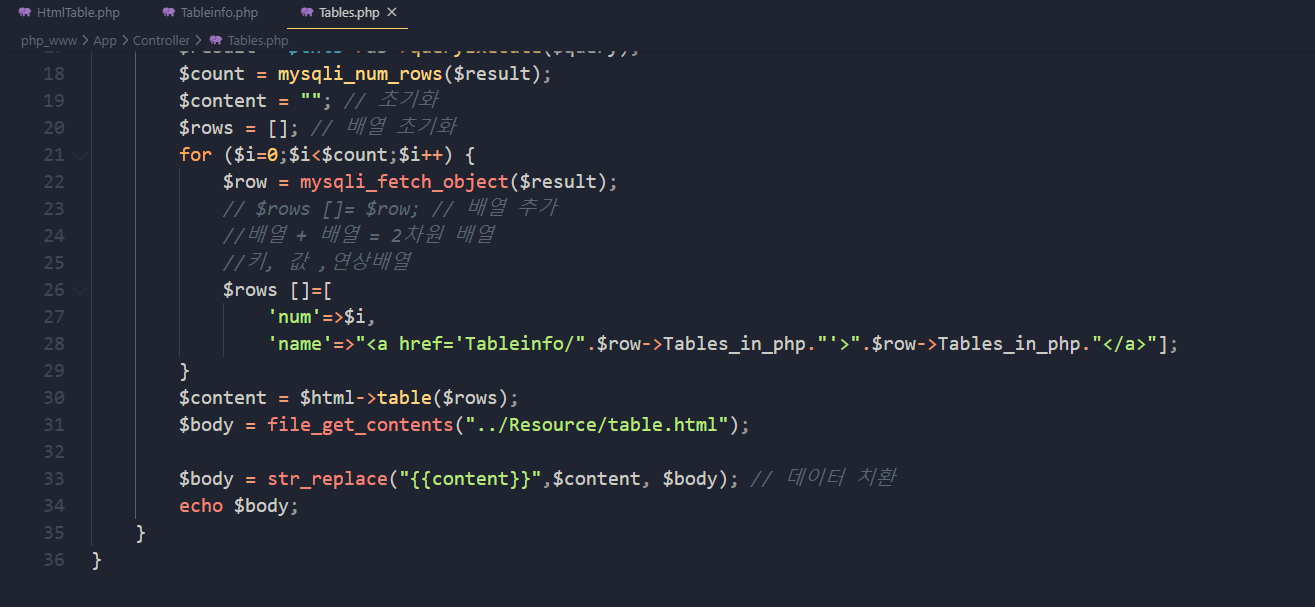 HtmlTable.php Tableinfo.php Tables.php ×
php_www > App > Controller > Tables.php
18 $count = mysqli_num_rows($result);
19 $content = ""; // 초기화
20 $rows = []; // 배열 초기화
21 for ($i=0;$i<$count;$i++) {
22 $row = mysqli_fetch_object($result);
23 // $rows []= $row; // 배열 추가
24 //배열 + 배열 = 2차원 배열
25 //키, 값 ,연상배열
26 $rows []=[
27 'num'=>$i,
28 'name'=>"<a href='Tableinfo/".$row->Tables_in_php."'>".$row->Tables_in_php."</a>"];
29 }
30 $content = $html->table($rows);
31 $body = file_get_contents("../Resource/table.html");
32
33 $body = str_replace("{{content}}",$content, $body); // 데이터 치환
34 echo $body;
35 }
36 }